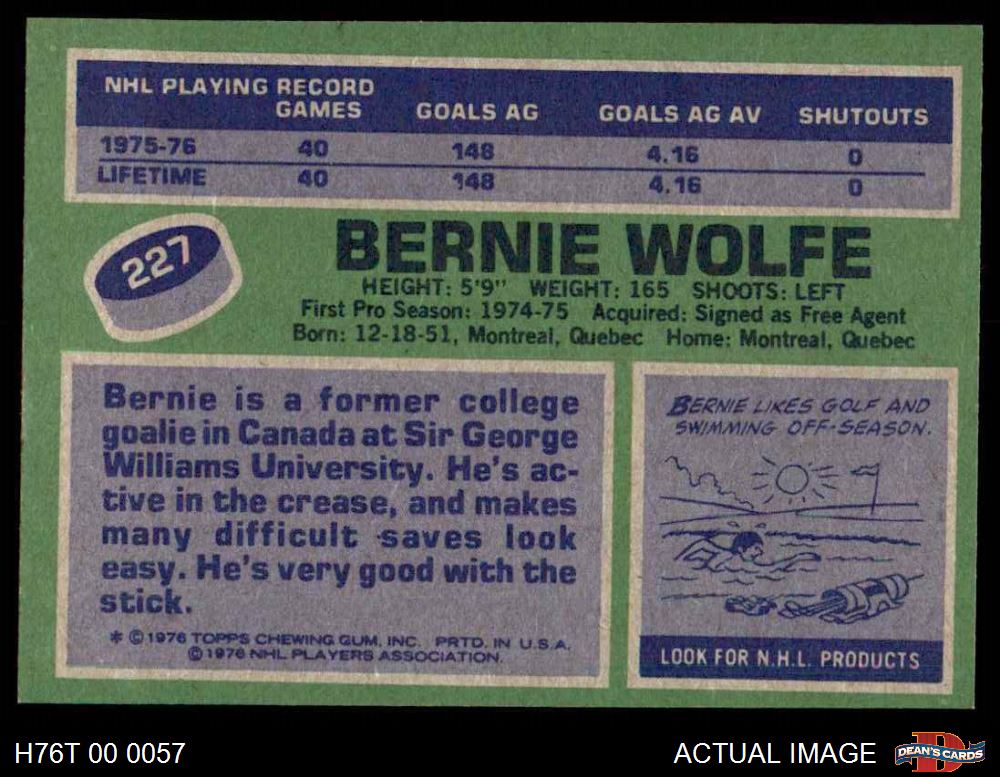 NHL PLAYING RECORD
GAMES GOALS AG GOALS AG AV SHUTOUTS
1975-76 40 148 4.16 0
LIFETIME 40 148 4.16 0
227
BERNIE WOLFE
HEIGHT: 5'9" WEIGHT: 165 SHOOTS: LEFT
First Pro Season: 1974-75 Acquired: Signed as Free Agent
Born: 12-18-51, Montreal, Quebec Home: Montreal, Quebec
Bernie is a former college
goalie in Canada at Sir George
Williams University. He's ac-
tive in the crease, and makes
many difficult saves look
easy. He's very good with the
stick.
* © 1976 TOPPS CHEWING GUM, INC. PRTD. IN U.S.A.
© 1976 NHL PLAYERS ASSOCIATION.
BERNIE LIKES GOLF AND
SWIMMING OFF-SEASON.
LOOK FOR N.H.L. PRODUCTS
H76T 00 0057
ACTUAL IMAGE
D
DEAN'S CARDS